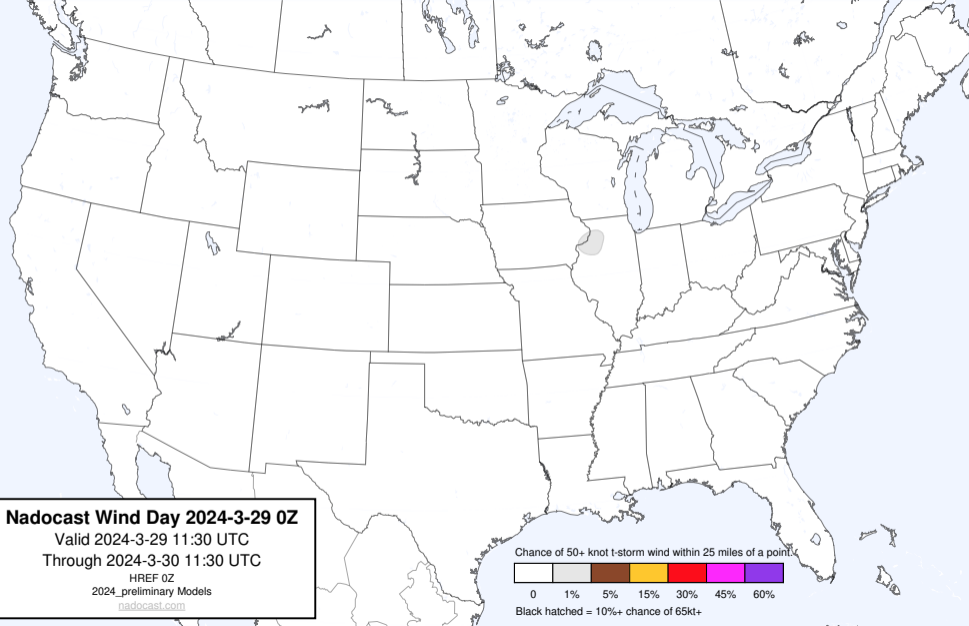 Nadocast Wind Day 2024-3-29 0Z
Valid 2024-3-29 11:30 UTC
Through 2024-3-30 11:30 UTC
HREF 0Z
2024_preliminary Models
nadocast.com
Chance of 50+ knot t-storm wind within 25 miles of a point.
0 1% 5% 15% 30% 45% 60%
Black hatched = 10%+ chance of 65kt+